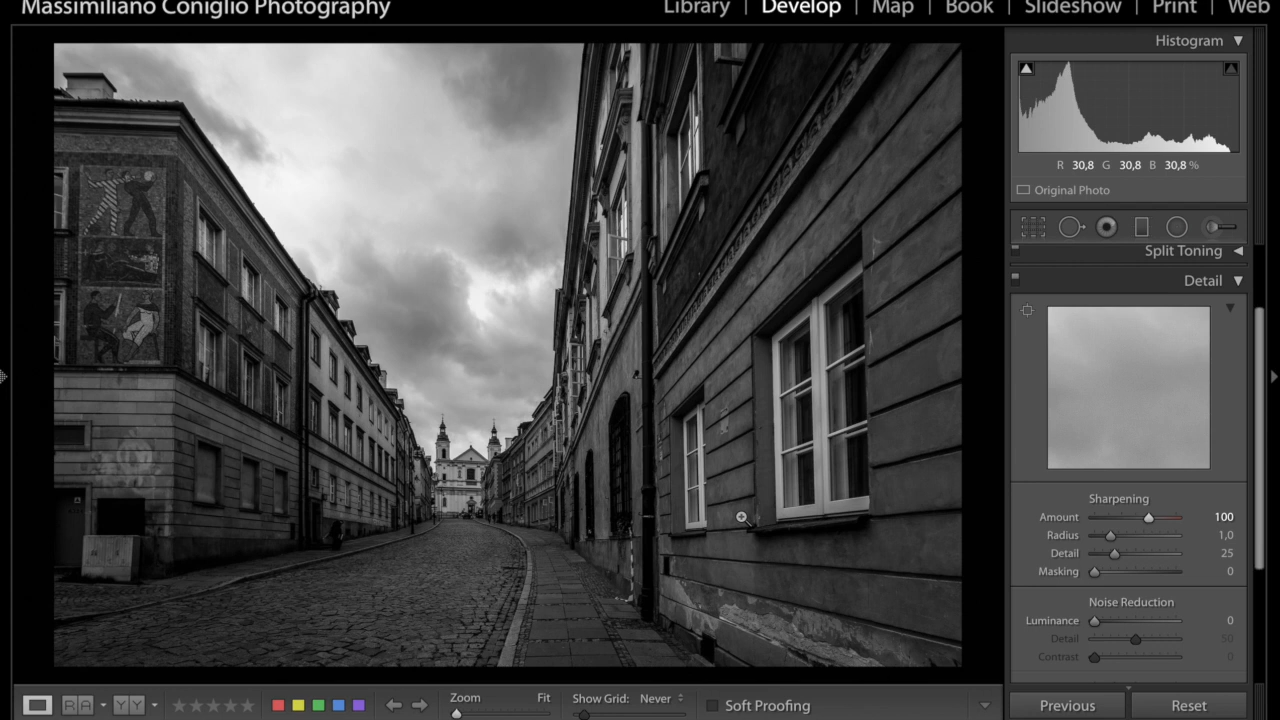 Massimiliano Coniglio Photography
Library | Develop | Map | Book | Slideshow | Print | Web
Histogram
R 30,8 G 30,8 B 30,8 %
Original Photo
Split Toning
Detail
Sharpening
Amount 100
Radius 1,0
Detail 25
Masking 0
Noise Reduction
Luminance 0
Detail 50
Contrast 0
R A Y Y Zoom Fit Show Grid: Never Soft Proofing
Previous Reset